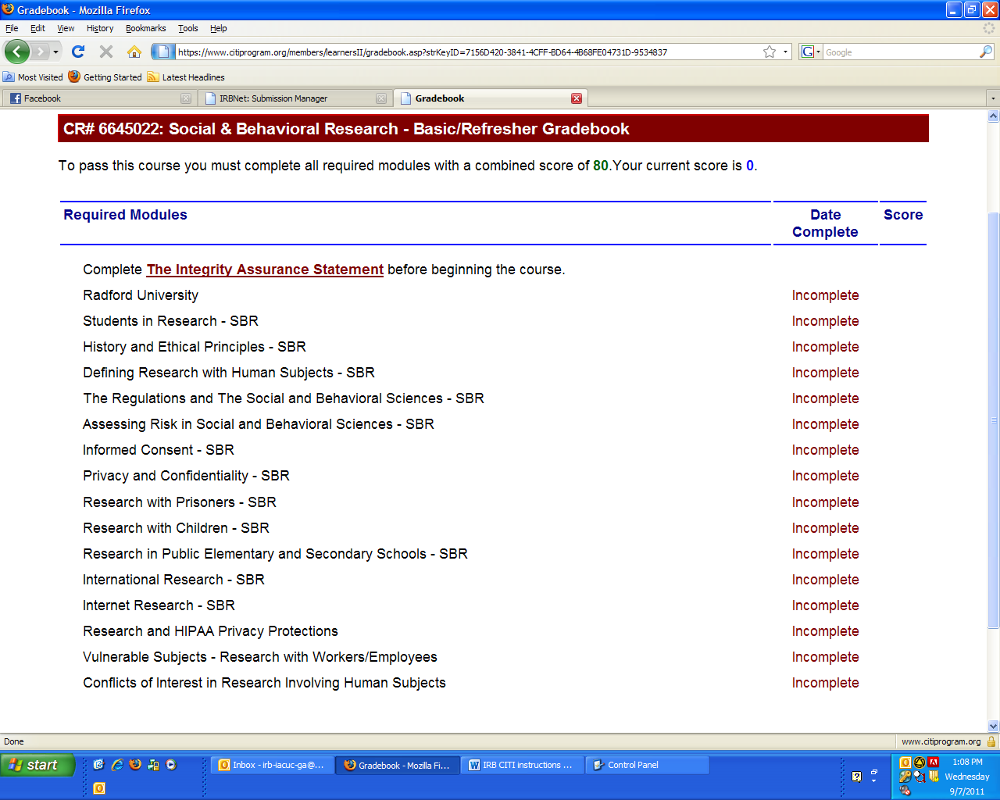 Gradebook - Mozilla Firefox
File Edit View History Bookmarks Tools Help
https://www.citiprogram.org/members/learnersII/gradebook.asp?strKeyID=7156D420-3841-4CFF-BD64-4B68FE04731D-9534837
G Google
Most Visited Getting Started Latest Headlines
Facebook IRBNet: Submission Manager Gradebook
CR# 6645022: Social & Behavioral Research - Basic/Refresher Gradebook
To pass this course you must complete all required modules with a combined score of 80.Your current score is 0.
Required Modules Date Complete Score
Complete The Integrity Assurance Statement before beginning the course.
Radford University Incomplete
Students in Research - SBR Incomplete
History and Ethical Principles - SBR Incomplete
Defining Research with Human Subjects - SBR Incomplete
The Regulations and The Social and Behavioral Sciences - SBR Incomplete
Assessing Risk in Social and Behavioral Sciences - SBR Incomplete
Informed Consent - SBR Incomplete
Privacy and Confidentiality - SBR Incomplete
Research with Prisoners - SBR Incomplete
Research with Children - SBR Incomplete
Research in Public Elementary and Secondary Schools - SBR Incomplete
International Research - SBR Incomplete
Internet Research - SBR Incomplete
Research and HIPAA Privacy Protections Incomplete
Vulnerable Subjects - Research with Workers/Employees Incomplete
Conflicts of Interest in Research Involving Human Subjects Incomplete
Done www.citiprogram.org
start Inbox - irb-iacuc-ga@... Gradebook - Mozilla Fi... IRB CITI instructions ... Control Panel
1:08 PM
Wednesday
9/7/2011